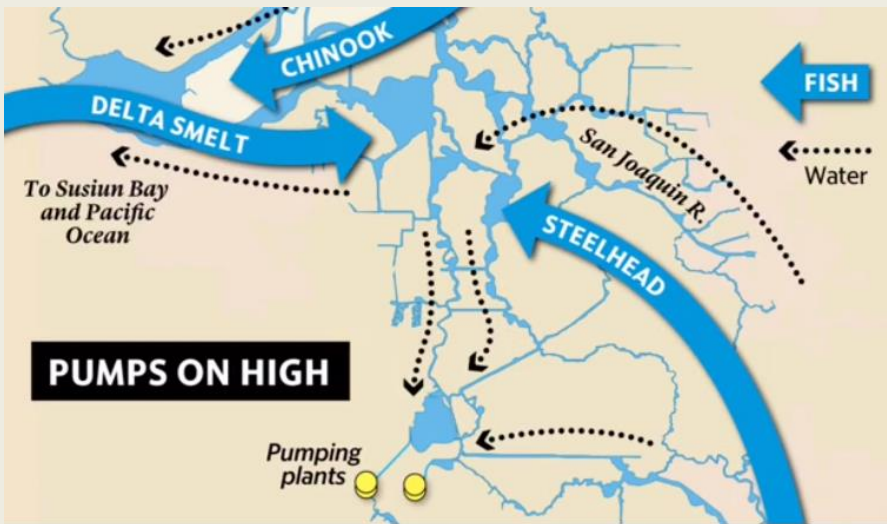 CHINOOK
DELTA SMELT
FISH
Water
San Joaquin R.
To Susiun Bay
and Pacific
Ocean
STEELHEAD
PUMPS ON HIGH
Pumping
plants